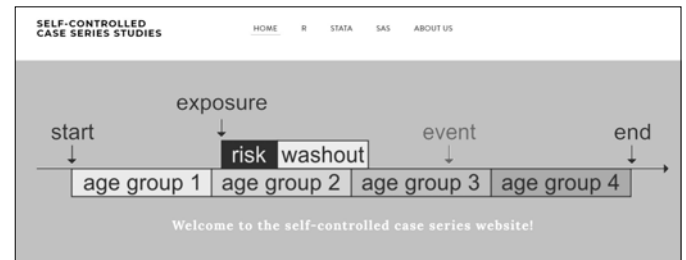 SELF-CONTROLLED
CASE SERIES STUDIES
HOME R STATA SAS ABOUT US
exposure
start event end
risk washout
age group 1 age group 2 age group 3 age group 4
Welcome to the self-controlled case series website!